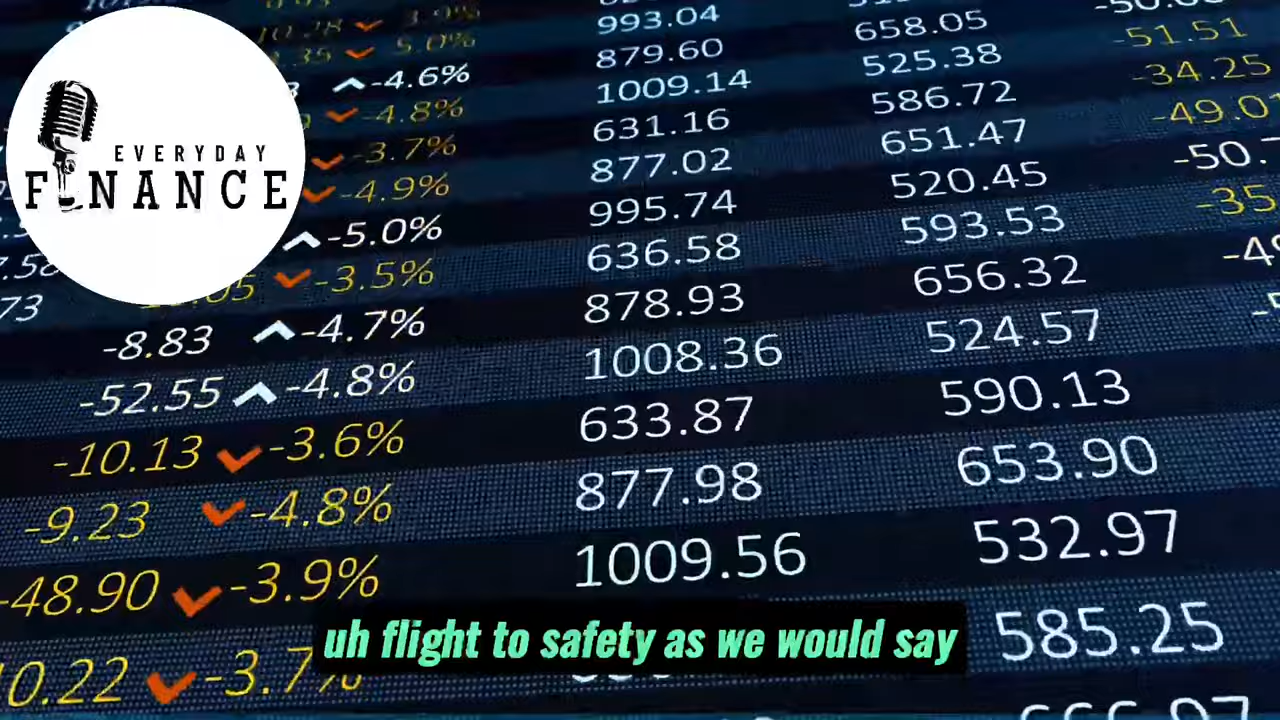 993.04 658.05
5.0% 879.60 525.38 -51.51
-4.6% 1009.14 586.72 -34.25
-4.8% 631.16 651.47
-3.7% 877.02 520.45
-4.9% 995.74 593.53
-5.0% 636.58 656.32
-3.5% 878.93 524.57
-8.83 -4.7% 1008.36 590.13
-52.55 -4.8% 633.87 653.90
-10.13 -3.6% 877.98 532.97
-9.23 -4.8% 1009.56 585.25
-48.90 -3.9%
EVERYDAY
FINANCE
uh flight to safety as we would say